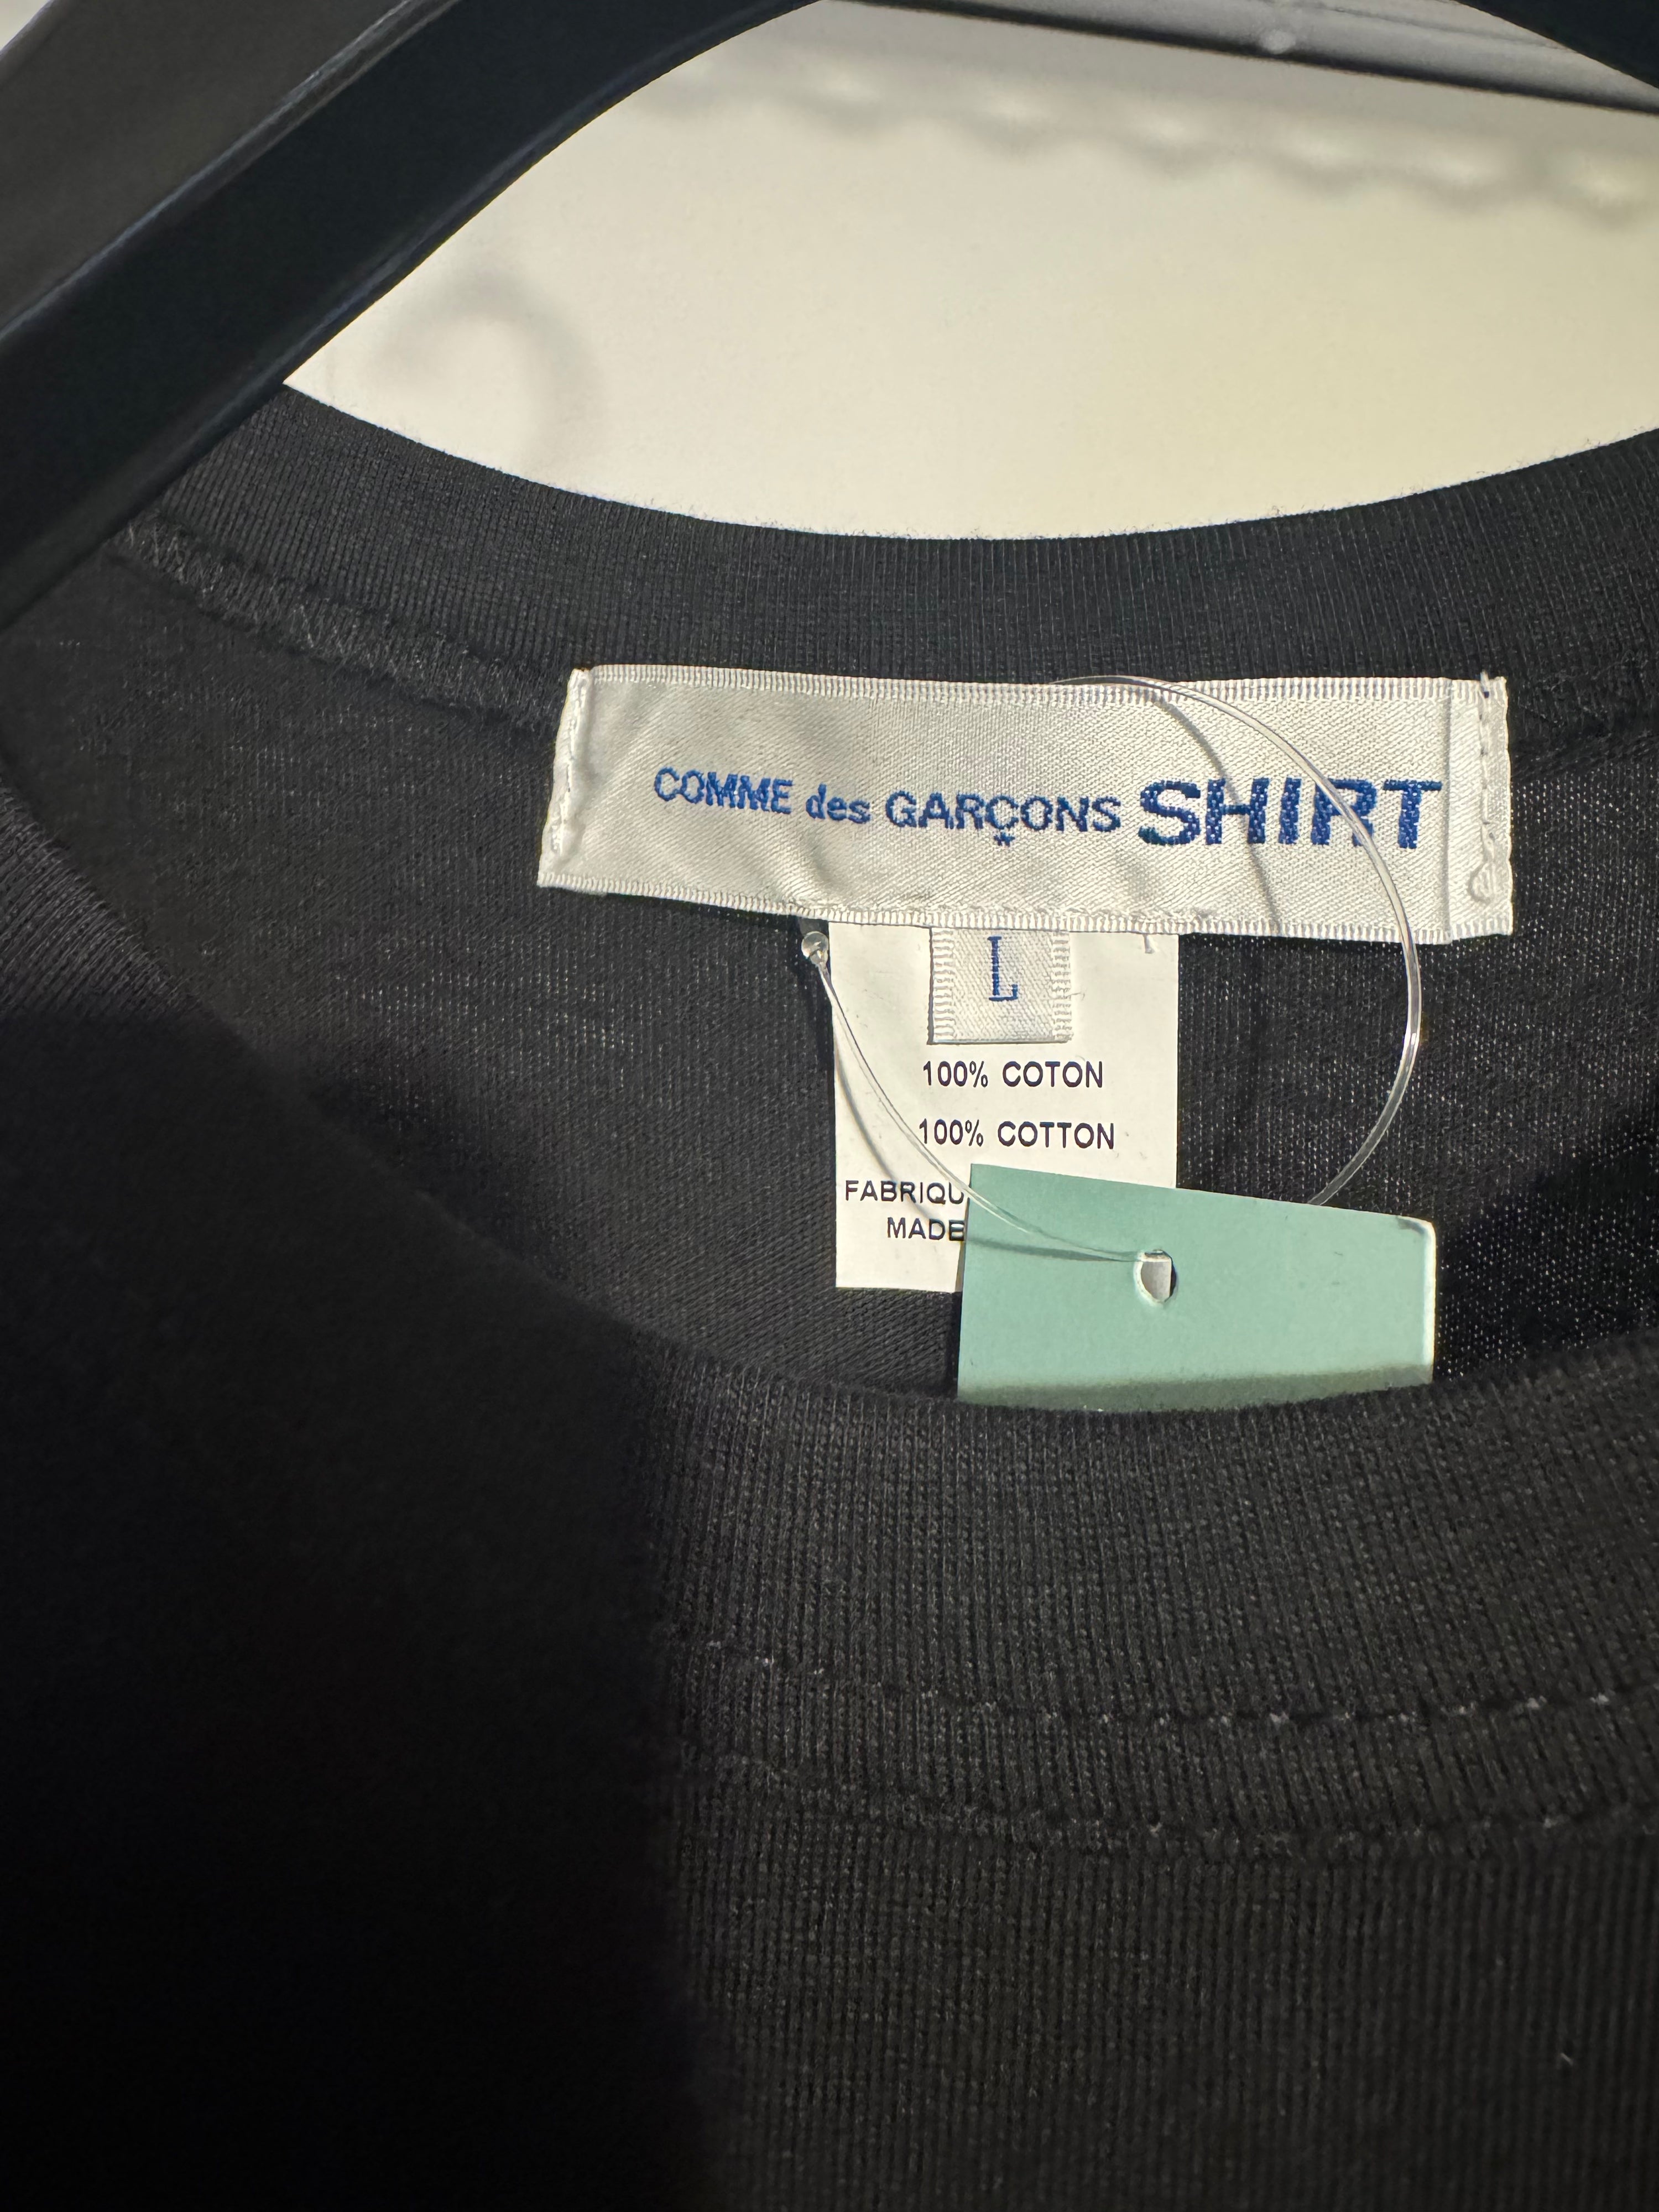 COMME des GARÇONS SHIRT
L
100% COTON
100% COTTON
FABRIQU
MADE